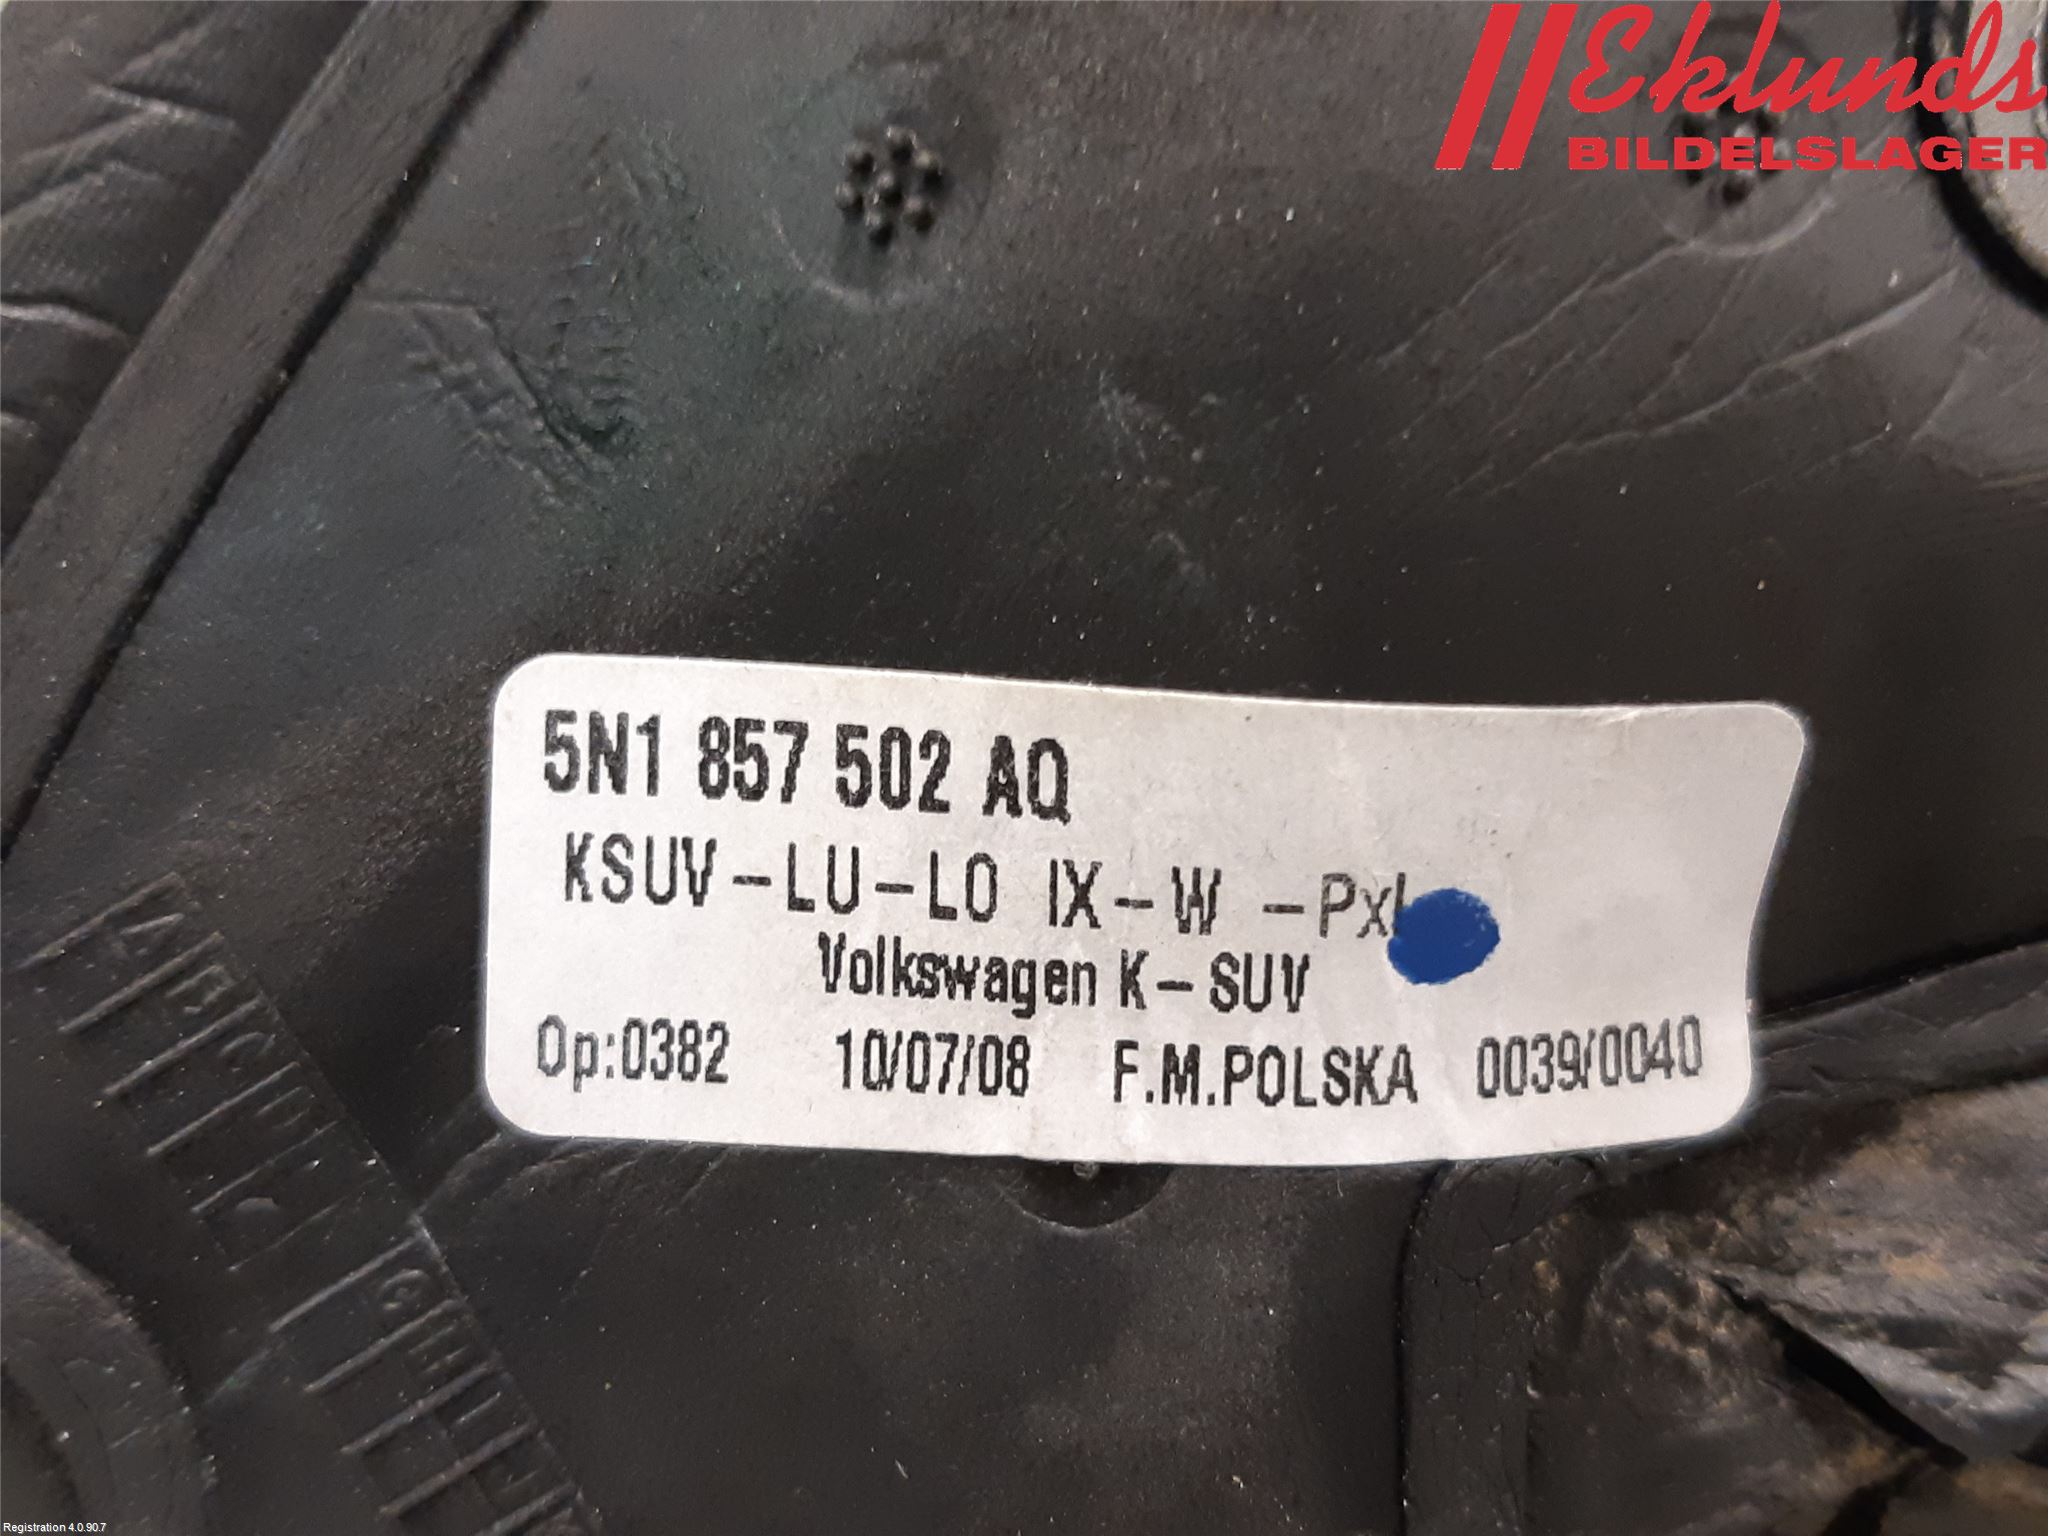 Eklunds
BILDELSLAGER
5N1 857 502 AQ
KSUV-LU-LO IX-W -PxL
Volkswagen K-SUV
Op:0382 10/07/08 F.M.POLSKA 0039/0040
Registration 4.0.90.7